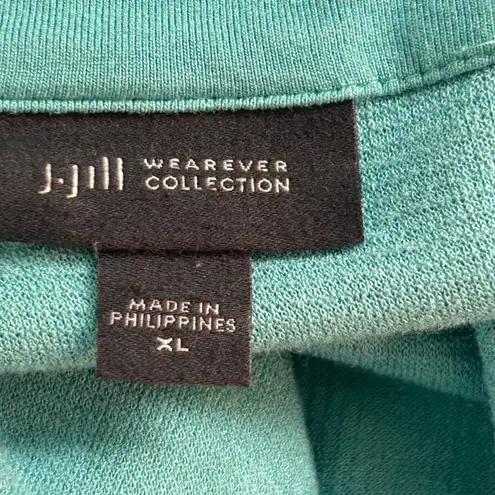 J.Jill WEAREVER
COLLECTION
MADE IN
PHILIPPINES
XL